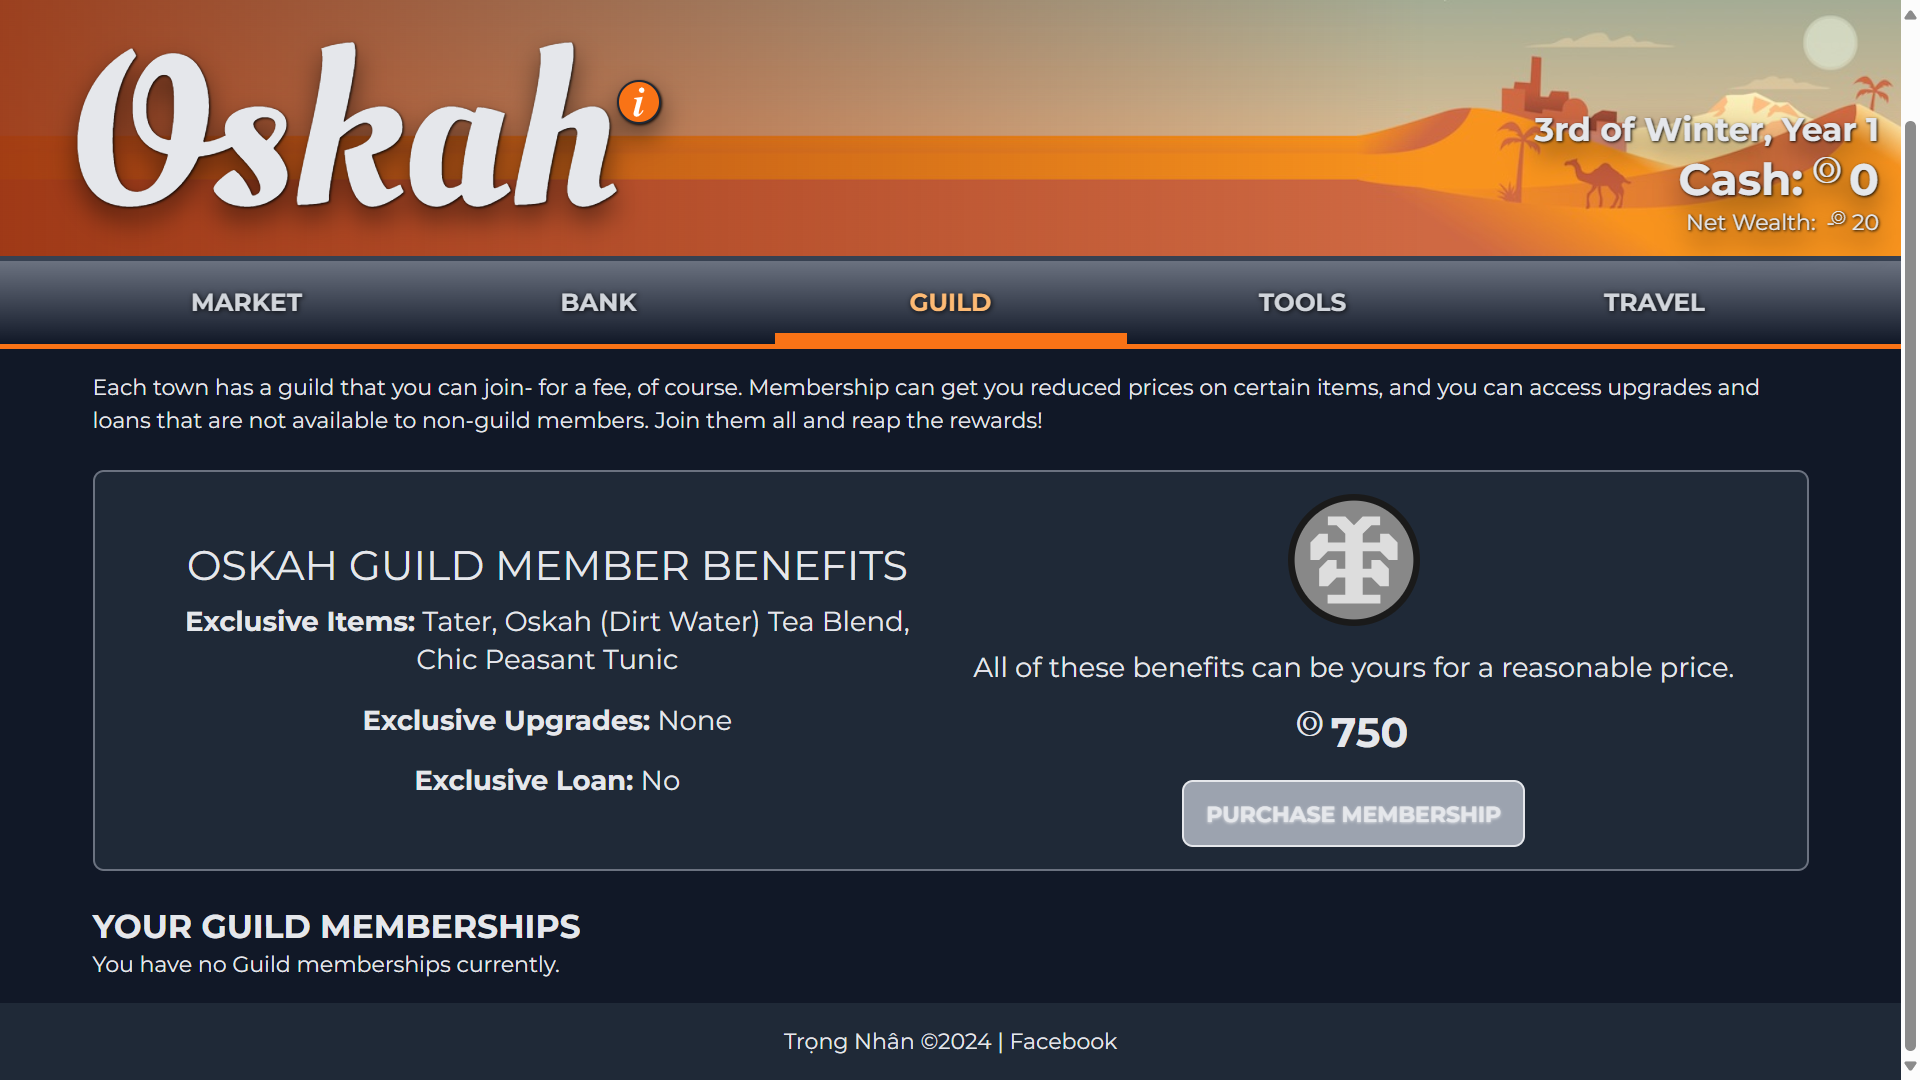 Oskah
i
3rd of Winter, Year 1
Cash: 0
Net Wealth: -20
MARKET
BANK
GUILD
TOOLS
TRAVEL
Each town has a guild that you can join- for a fee, of course. Membership can get you reduced prices on certain items, and you can access upgrades and
loans that are not available to non-guild members. Join them all and reap the rewards!
OSKAH GUILD MEMBER BENEFITS
Exclusive Items: Tater, Oskah (Dirt Water) Tea Blend,
Chic Peasant Tunic
Exclusive Upgrades: None
Exclusive Loan: No
All of these benefits can be yours for a reasonable price.
750
PURCHASE MEMBERSHIP
YOUR GUILD MEMBERSHIPS
You have no Guild memberships currently.
Trọng Nhân ©2024 | Facebook